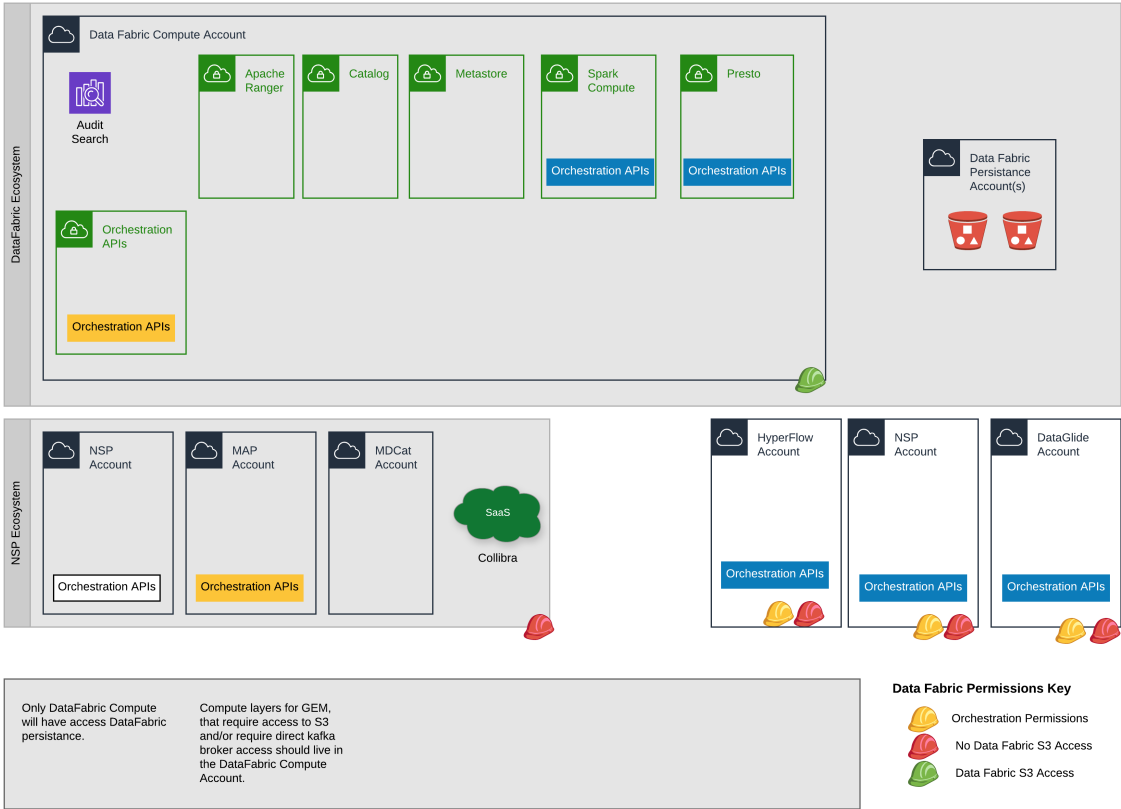 DataFabric Ecosystem
Data Fabric Compute Account
Audit
Search
Apache
Ranger
Catalog
Metastore
Spark
Compute
Orchestration APIs
Presto
Orchestration APIs
Orchestration
APIs
Orchestration APIs
Data Fabric
Persistance
Account(s)
NSP Ecosystem
NSP
Account
Orchestration APIs
MAP
Account
Orchestration APIs
MDCat
Account
SaaS
Collibra
HyperFlow
Account
Orchestration APIs
NSP
Account
Orchestration APIs
DataGlide
Account
Orchestration APIs
Only DataFabric Compute
will have access DataFabric
persistance.
Compute layers for GEM,
that require access to S3
and/or require direct kafka
broker access should live in
the DataFabric Compute
Account.
Data Fabric Permissions Key
Orchestration Permissions
No Data Fabric S3 Access
Data Fabric S3 Access